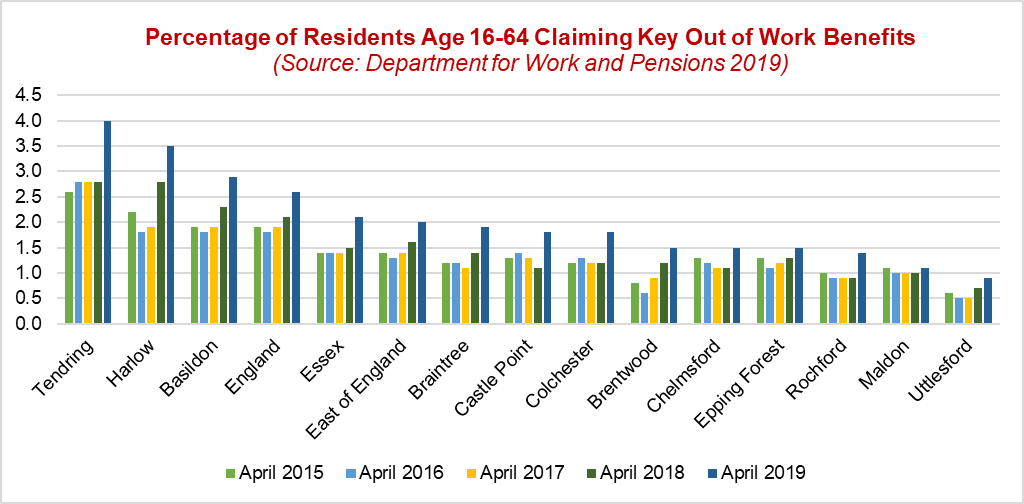 Percentage of Residents Age 16-64 Claiming Key Out of Work Benefits
(Source: Department for Work and Pensions 2019)
4.5
4.0
3.5
3.0
2.5
2.0
1.5
1.0
0.5
0.0
Tendring
Harlow
Basildon
England
Essex
East of England
Braintree
Castle Point
Colchester
Brentwood
Chelmsford
Epping Forest
Rochford
Maldon
Uttlesford
April 2015 April 2016 April 2017 April 2018 April 2019